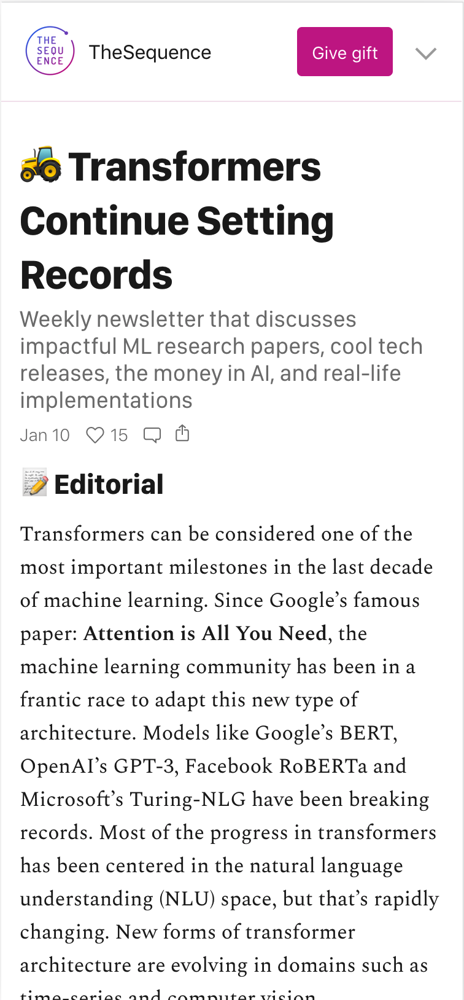 THE
SEQU
ENCE
TheSequence
Give gift
Transformers
Continue Setting
Records
Weekly newsletter that discusses
impactful ML research papers, cool tech
releases, the money in AI, and real-life
implementations
Jan 10 15
Editorial
Transformers can be considered one of the
most important milestones in the last decade
of machine learning. Since Google’s famous
paper: Attention is All You Need, the
machine learning community has been in a
frantic race to adapt this new type of
architecture. Models like Google’s BERT,
OpenAI’s GPT-3, Facebook RoBERTa and
Microsoft’s Turing-NLG have been breaking
records. Most of the progress in transformers
has been centered in the natural language
understanding (NLU) space, but that’s rapidly
changing. New forms of transformer
architecture are evolving in domains such as
time-series and computer vision.